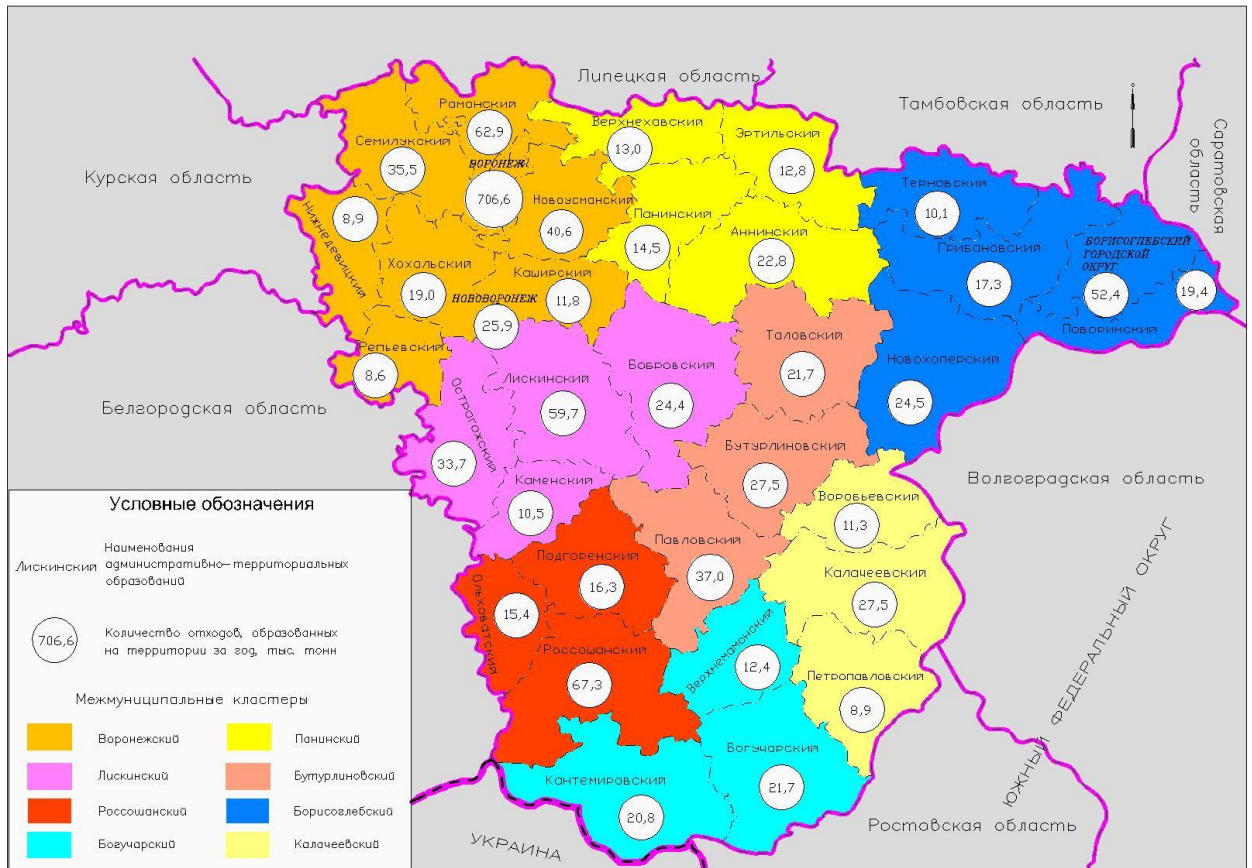 Липецкая область
Тамбовская область
Саратовская
область
Курская область
Белгородская область
Волгоградская область
Ростовская область
ЮЖНЫЙ ФЕДЕРАЛЬНЫЙ ОКРУГ
УКРАИНА
Рамонский
62,9
Семилукский
35,5
ВОРОНЕЖ
706,6
Верхнехавский
13,0
Эртильский
12,8
Нижнедевицкий
8,9
Новоусманский
40,6
Панинский
14,5
Аннинский
22,8
Терновский
10,1
Грибановский
17,3
БОРИСОГЛЕБСКИЙ
ГОРОДСКОЙ
ОКРУГ
52,4
19,4
Поворинский
Хохольский
19,0
НОВОВОРОНЕЖ
25,9
Каширский
11,8
Репьевский
8,6
Острагожский
33,7
Лискинский
59,7
Бобровский
24,4
Таловский
21,7
Новохоперский
24,5
Бутурлиновский
27,5
Каменский
10,5
Воробьевский
11,3
Подгоренский
16,3
Павловский
37,0
Калачеевский
27,5
Ольховатский
15,4
Россошанский
67,3
Верхнемамонский
12,4
Петропавловский
8,9
Кантемировский
20,8
Богучарский
21,7
Условные обозначения
Лискинский
Наименования
административно-территориальных
образований
706,6
Количество отходов, образованных
на территории за год, тыс. тонн
Межмуниципальные кластеры
Воронежский
Панинский
Лискинский
Бутурлиновский
Россошанский
Борисоглебский
Богучарский
Калачеевский